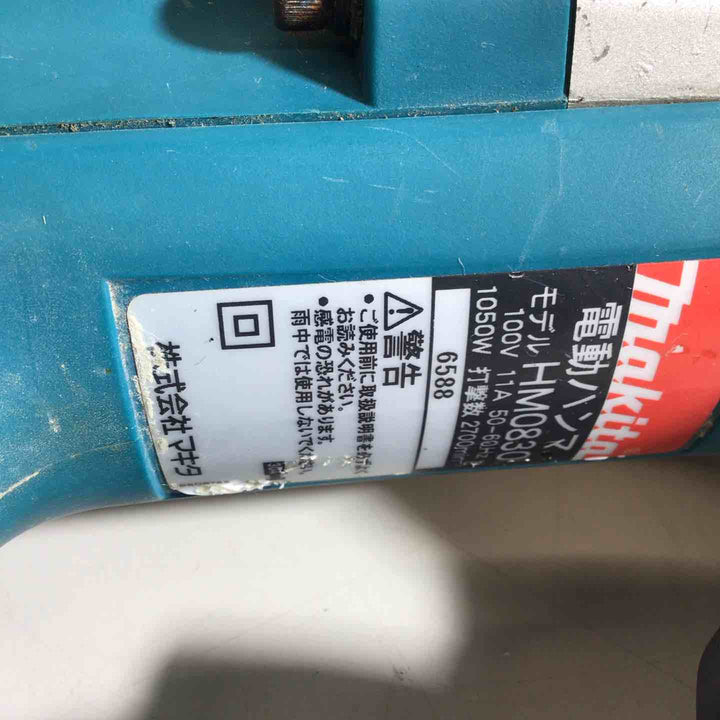 makita
電動ハンマ
モデル HM0830
100V 11A 50-60Hz
1050W 打撃数 2700min
6588
警告
・ご使用前に取扱説明書を必ず
お読みください。
・感電の恐れがあります。
雨中では使用しないでください
株式会社マキタ